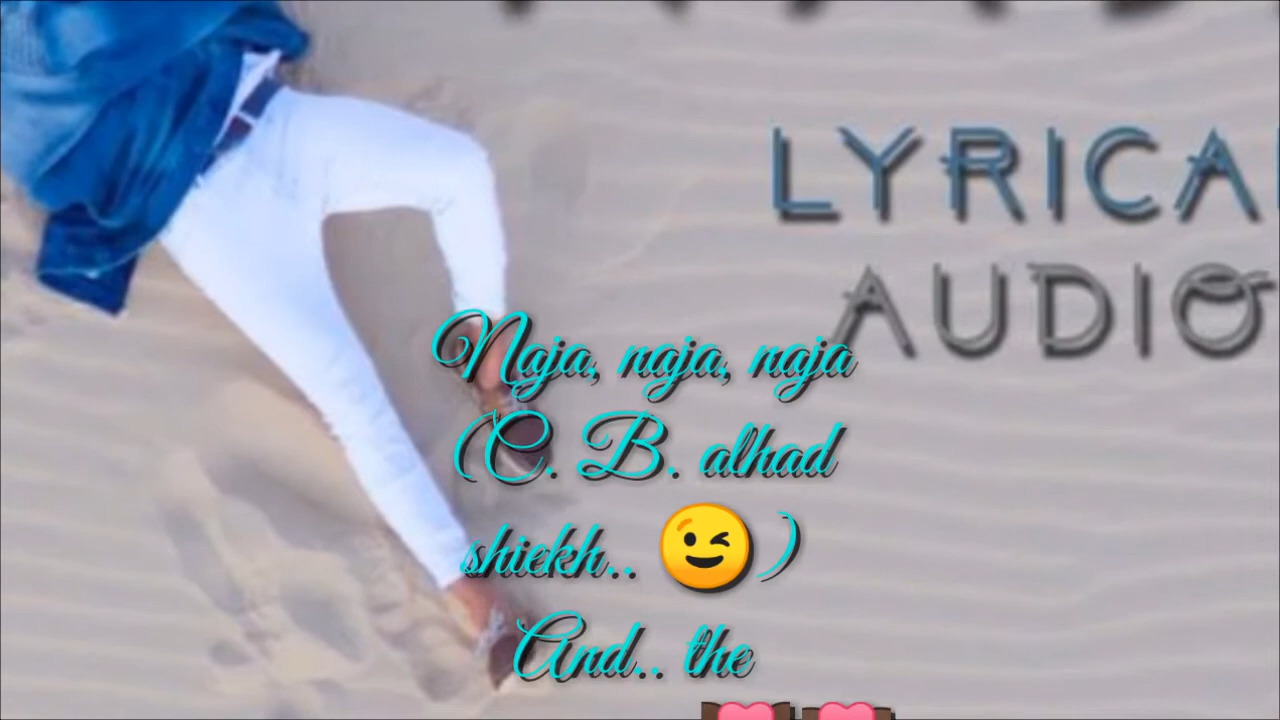 LYRICA
AUDIO
Naja, naja, naja
(C. B. alhad
shiekh.. 😉)
And.. the